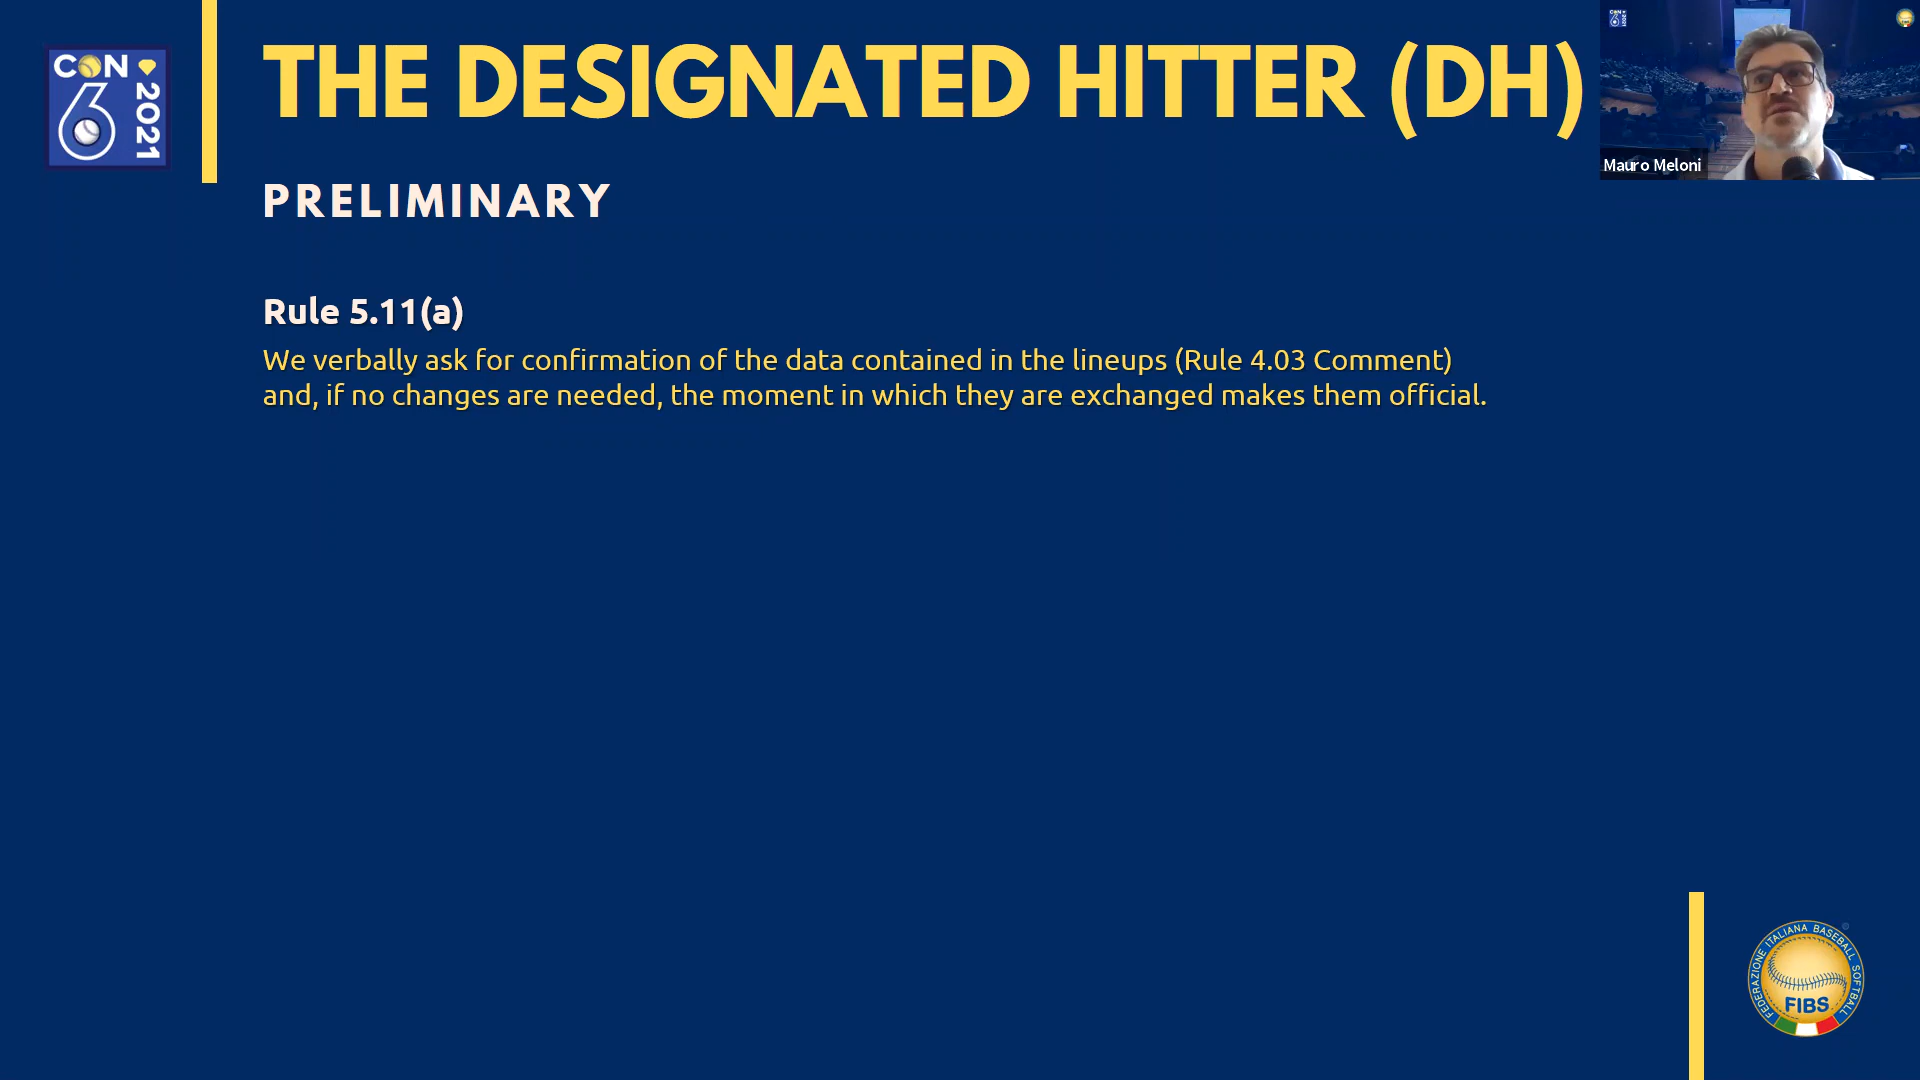 CON
6
2021
THE DESIGNATED HITTER (DH)
Mauro Meloni
PRELIMINARY
Rule 5.11(a)
We verbally ask for confirmation of the data contained in the lineups (Rule 4.03 Comment)
and, if no changes are needed, the moment in which they are exchanged makes them official.
FEDERAZIONE ITALIANA BASEBALL SOFTBALL
FIBS